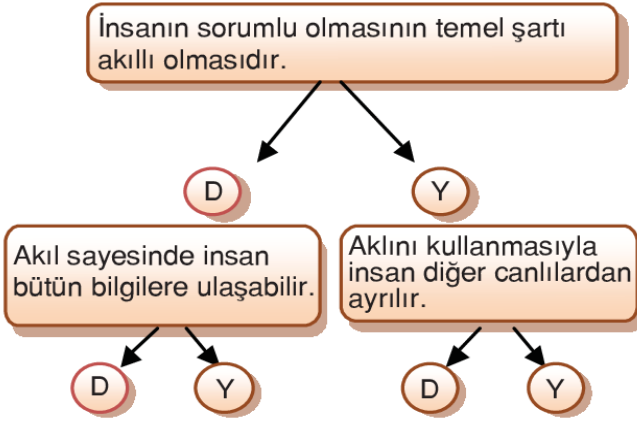 İnsanın sorumlu olmasının temel şartı
akıllı olmasıdır.
D
Y
Akıl sayesinde insan
bütün bilgilere ulaşabilir.
Aklını kullanmasıyla
insan diğer canlılardan
ayrılır.
D
Y
D
Y